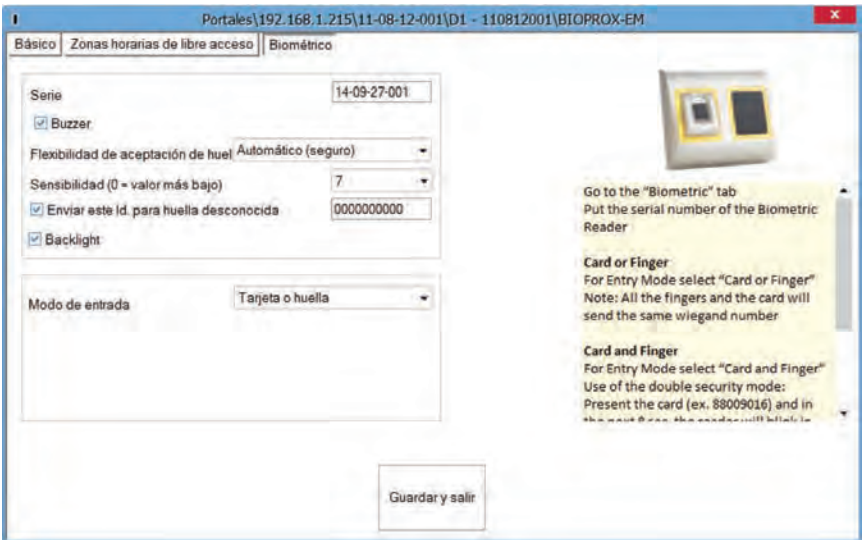 Portales\192.168.1.215\11-08-12-001\D1 - 110812001\BIOPROX-EM
Básico Zonas horarias de libre acceso Biométrico
Serie 14-09-27-001
Buzzer
Flexibilidad de aceptación de huel Automático (seguro)
Sensibilidad (0 = valor más bajo) 7
Enviar este Id. para huella desconocida 0000000000
Backlight
Modo de entrada Tarjeta o huella
Go to the "Biometric" tab
Put the serial number of the Biometric
Reader
Card or Finger
For Entry Mode select "Card or Finger"
Note: All the fingers and the card will
send the same wiegand number
Card and Finger
For Entry Mode select "Card and Finger"
Use of the double security mode:
Present the card (ex. 88009016) and in
Guardar y salir